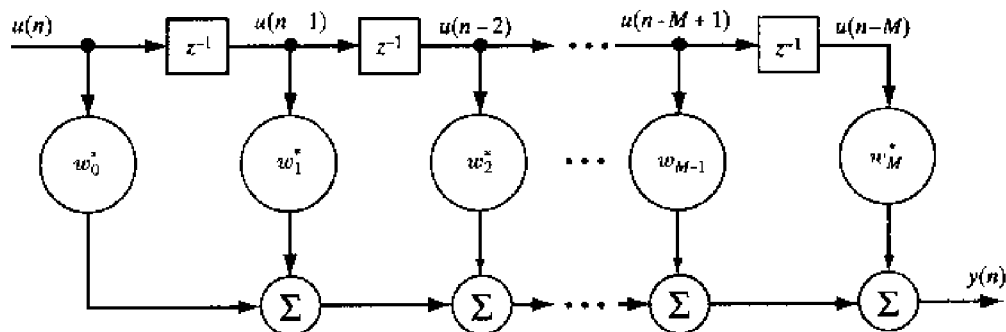 u(n) u(n 1) u(n-2) u(n-M+1) u(n-M)
z⁻¹ z⁻¹ ... z⁻¹
w₀* w₁* w₂* ... w_{M-1} w_M*
Σ Σ ... Σ Σ y(n)